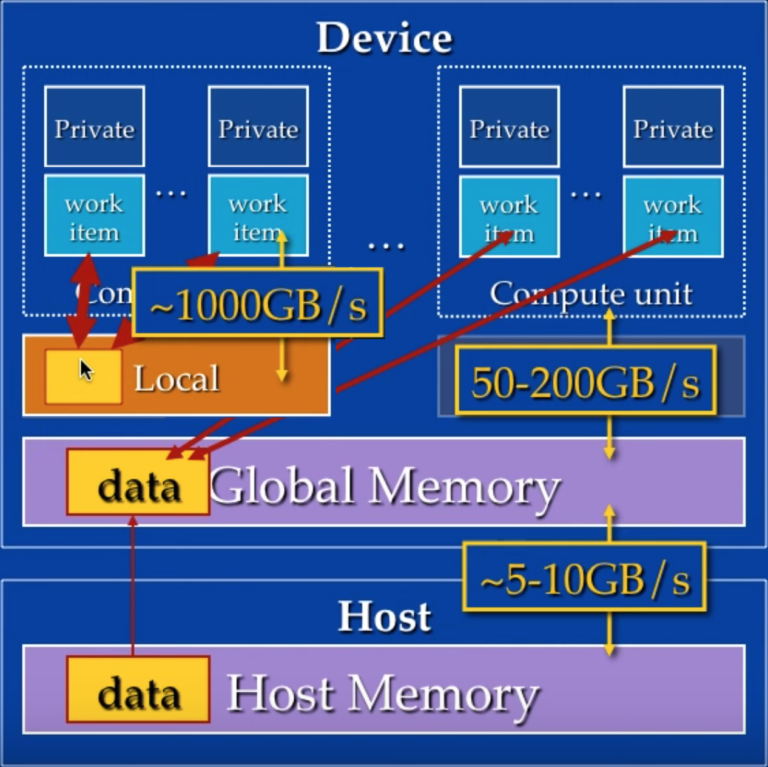 Device
Private
Private
Private
Private
work
item
...
work
item
work
item
...
work
item
...
Com
Compute unit
~1000GB/s
Local
50-200GB/s
data
Global Memory
~5-10GB/s
Host
data
Host Memory